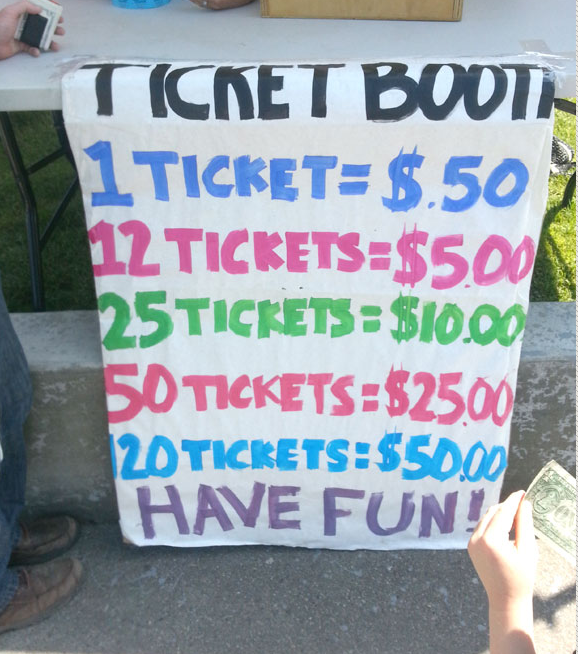 TICKET BOOTH
1 TICKET = $.50
12 TICKETS = $5.00
25 TICKETS = $10.00
50 TICKETS = $25.00
120 TICKETS = $50.00
HAVE FUN!